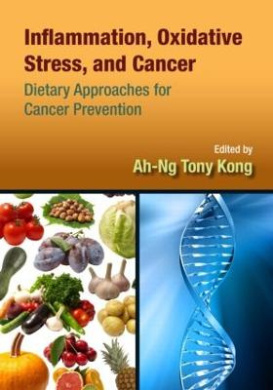 Inflammation, Oxidative
Stress, and Cancer
Dietary Approaches for
Cancer Prevention
Edited by
Ah-Ng Tony Kong